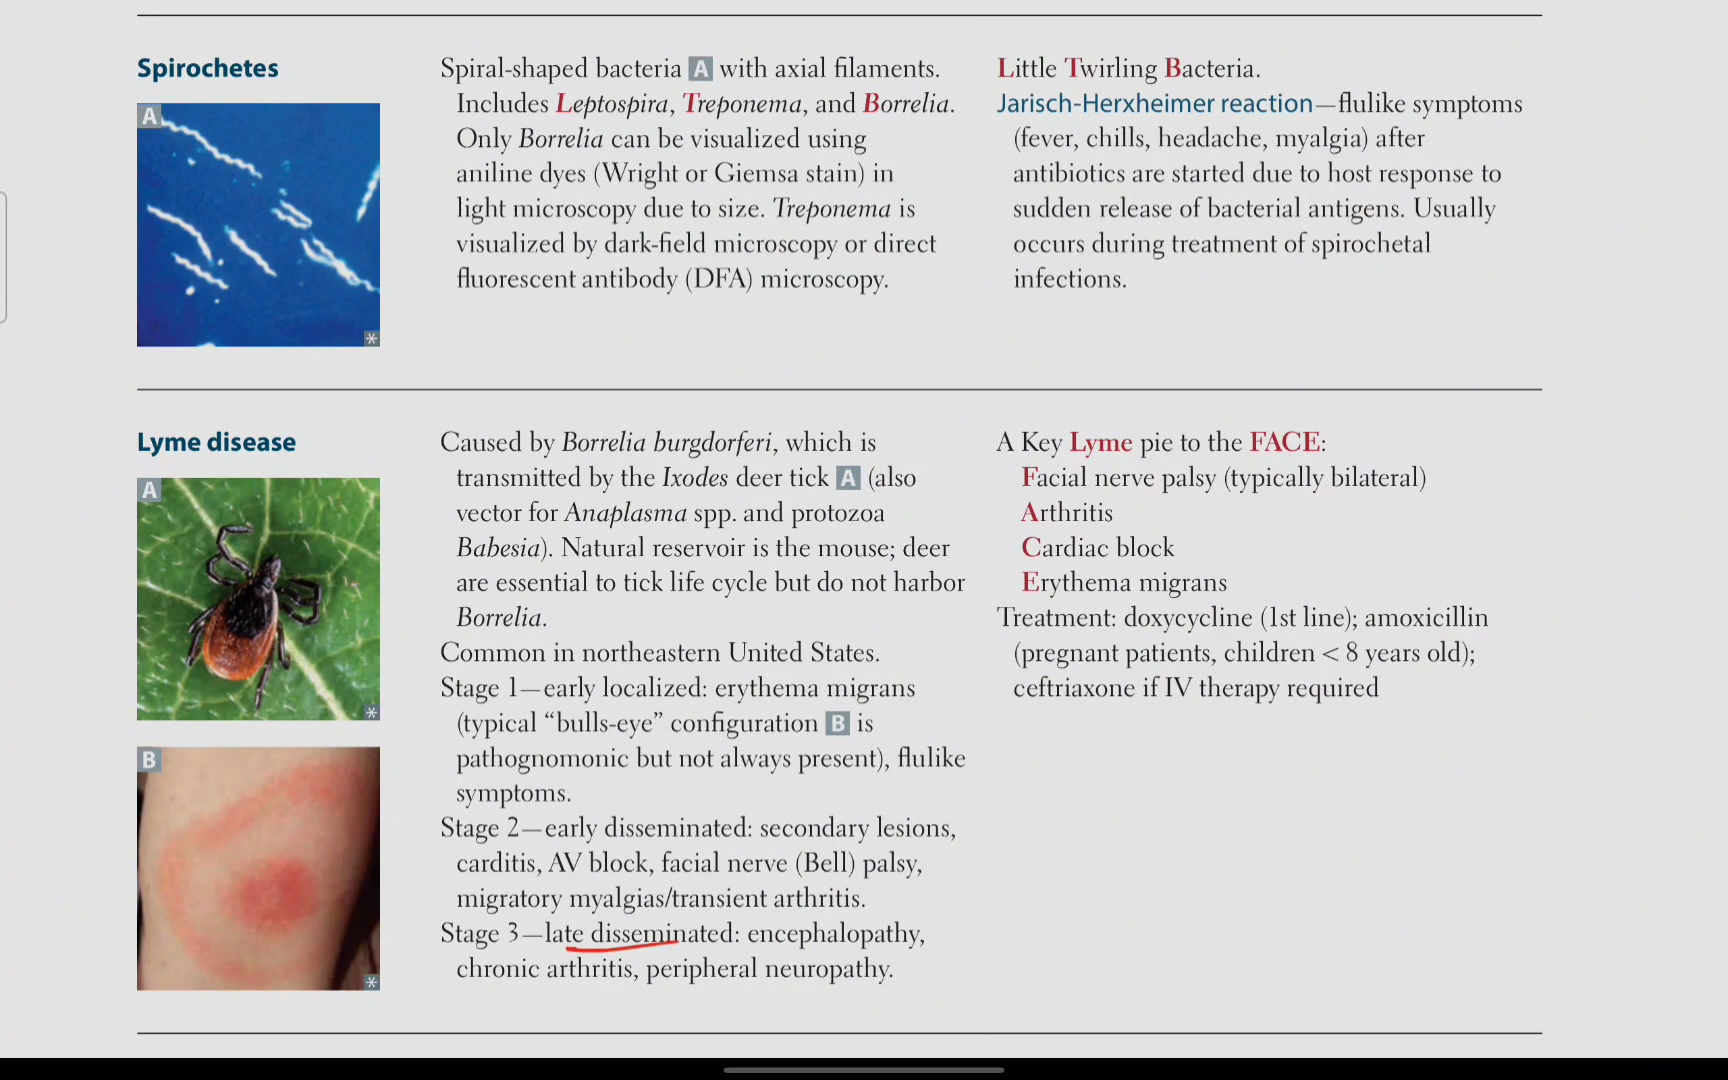 Spirochetes
A
*
Spiral-shaped bacteria A with axial filaments.
Includes Leptospira, Treponema, and Borrelia.
Only Borrelia can be visualized using
aniline dyes (Wright or Giemsa stain) in
light microscopy due to size. Treponema is
visualized by dark-field microscopy or direct
fluorescent antibody (DFA) microscopy.
Little Twirling Bacteria.
Jarisch-Herxheimer reaction—flulike symptoms
(fever, chills, headache, myalgia) after
antibiotics are started due to host response to
sudden release of bacterial antigens. Usually
occurs during treatment of spirochetal
infections.
Lyme disease
A
*
B
*
Caused by Borrelia burgdorferi, which is
transmitted by the Ixodes deer tick A (also
vector for Anaplasma spp. and protozoa
Babesia). Natural reservoir is the mouse; deer
are essential to tick life cycle but do not harbor
Borrelia.
Common in northeastern United States.
Stage 1—early localized: erythema migrans
(typical “bulls-eye” configuration B is
pathognomonic but not always present), flulike
symptoms.
Stage 2—early disseminated: secondary lesions,
carditis, AV block, facial nerve (Bell) palsy,
migratory myalgias/transient arthritis.
Stage 3—late disseminated: encephalopathy,
chronic arthritis, peripheral neuropathy.
A Key Lyme pie to the FACE:
Facial nerve palsy (typically bilateral)
Arthritis
Cardiac block
Erythema migrans
Treatment: doxycycline (1st line); amoxicillin
(pregnant patients, children < 8 years old);
ceftriaxone if IV therapy required